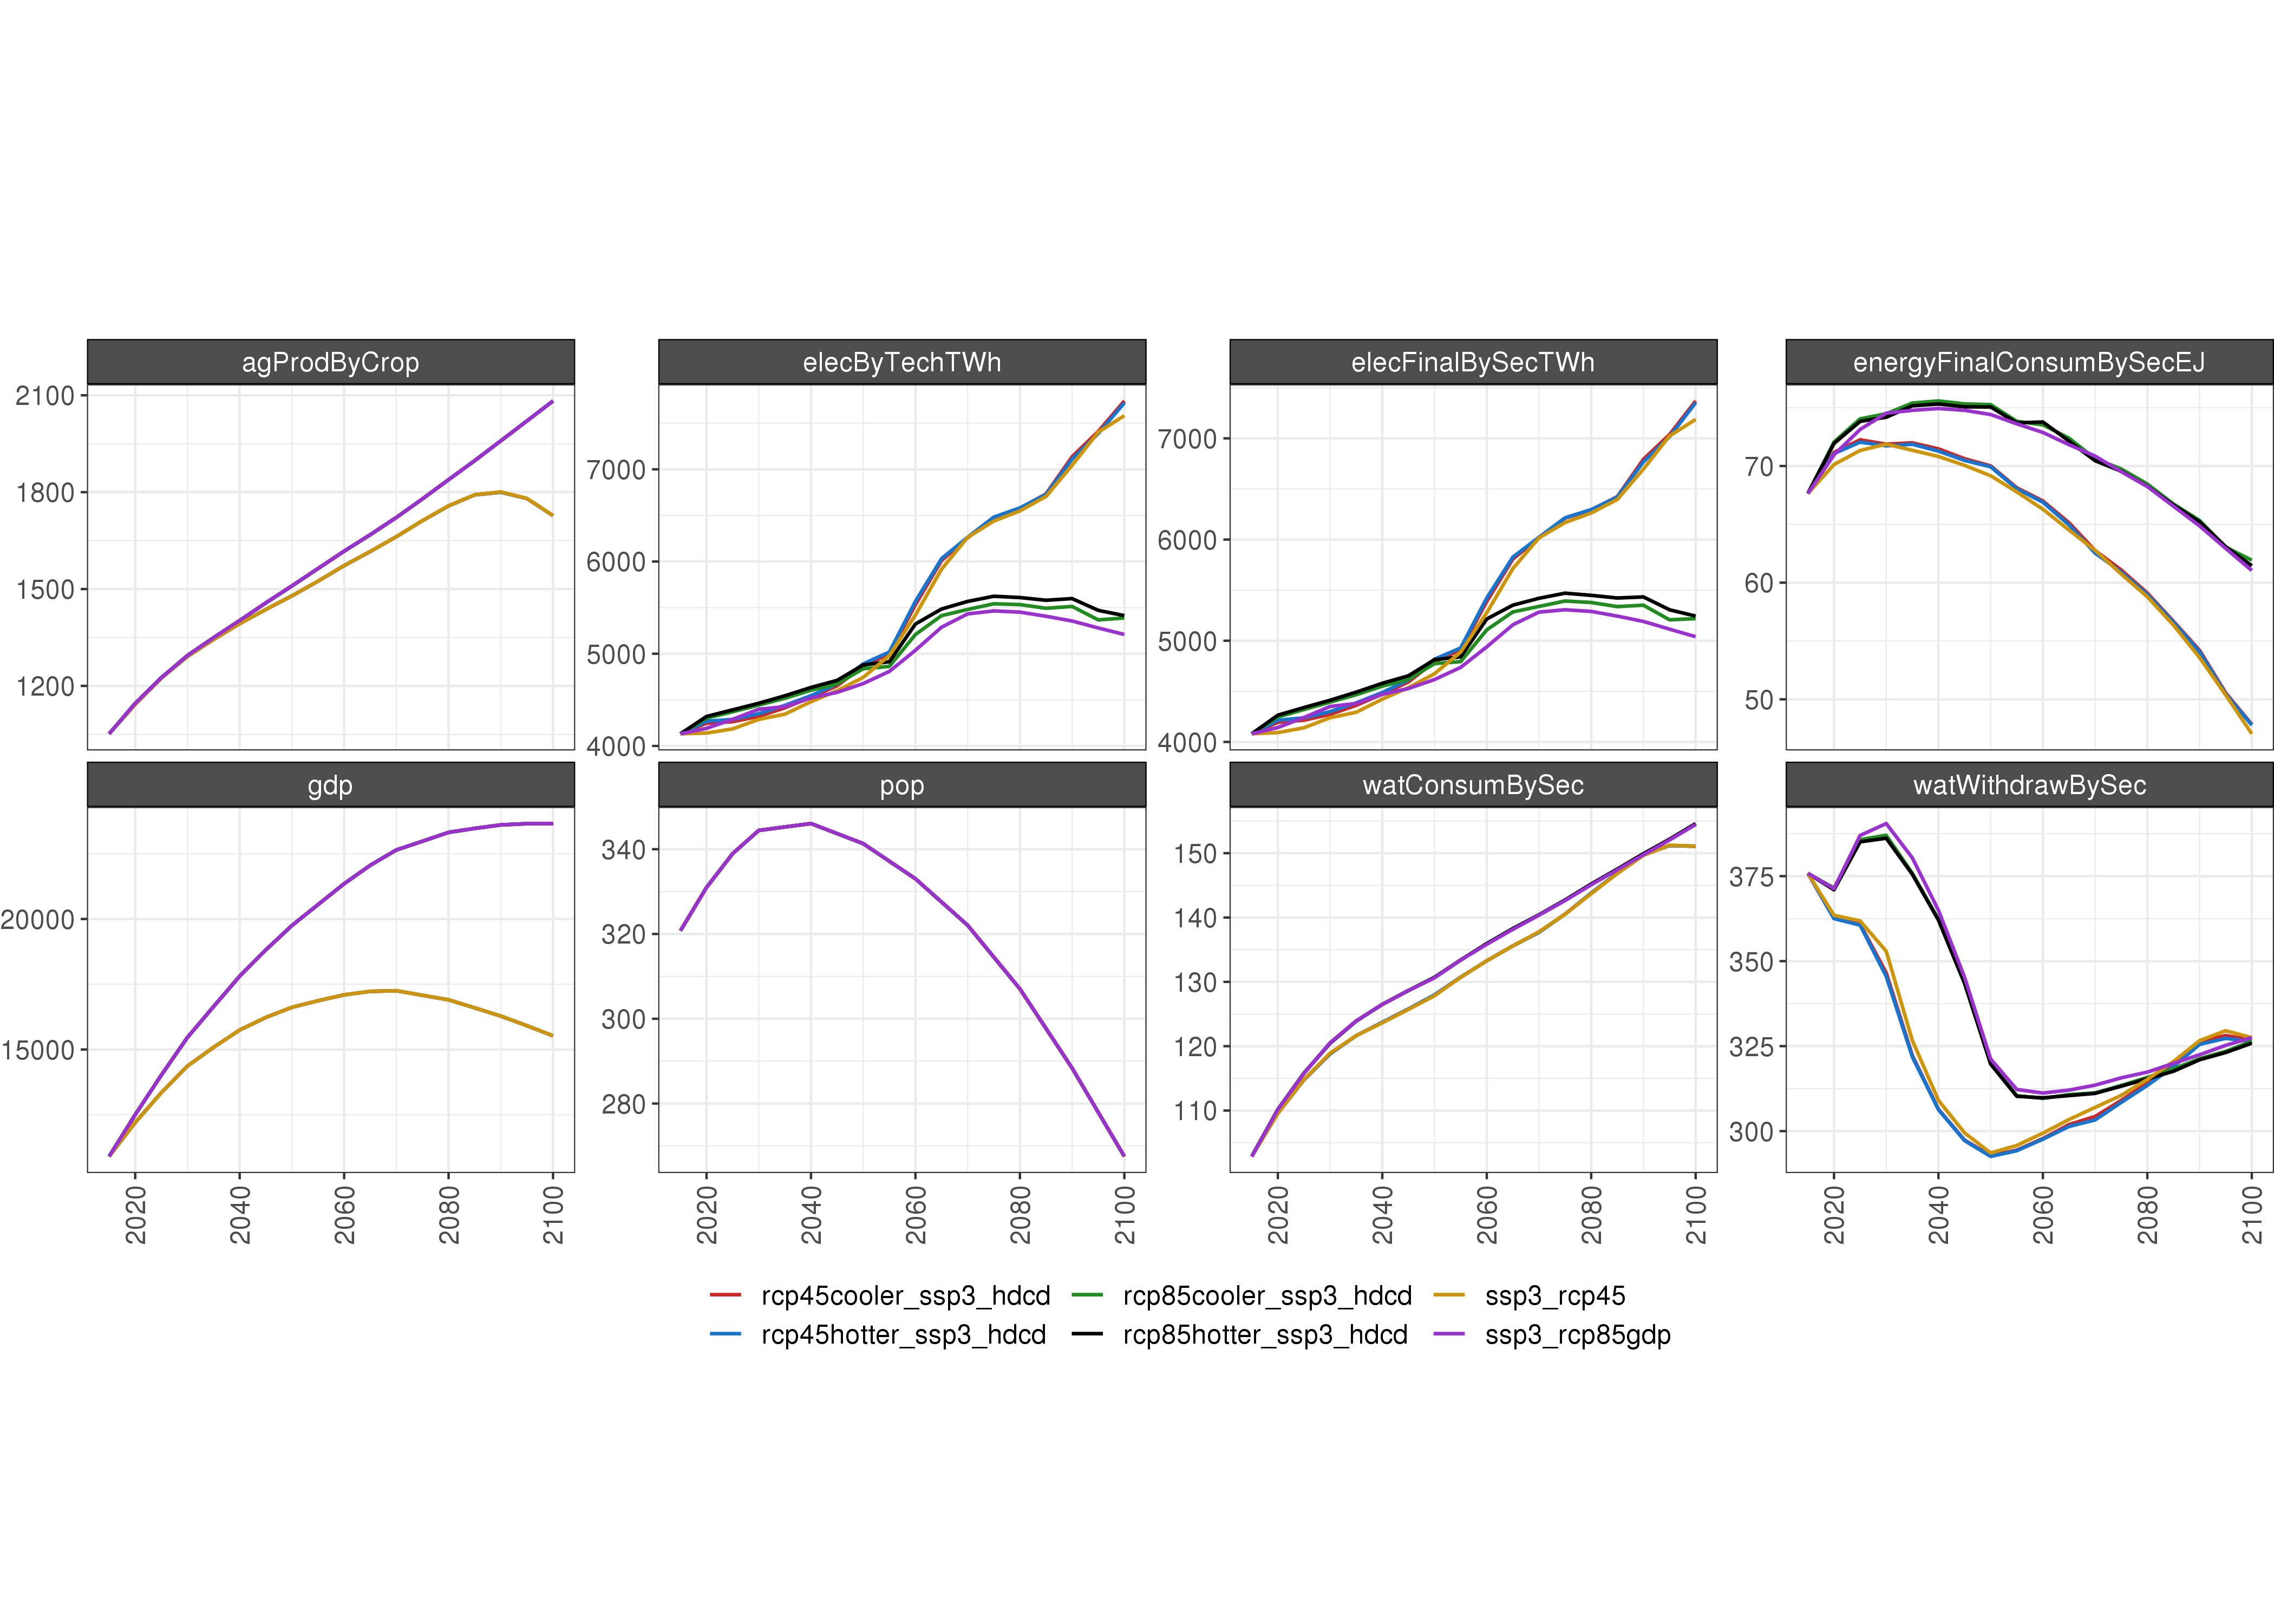 agProdByCrop
elecByTechTWh
elecFinalBySecTWh
energyFinalConsumBySecEJ
2100
1800
1500
1200
7000
6000
5000
4000
7000
6000
5000
4000
70
60
50
gdp
pop
watConsumBySec
watWithdrawBySec
20000
15000
340
320
300
280
150
140
130
120
110
375
350
325
300
2020 2040 2060 2080 2100
2020 2040 2060 2080 2100
2020 2040 2060 2080 2100
2020 2040 2060 2080 2100
rcp45cooler_ssp3_hdcd rcp85cooler_ssp3_hdcd ssp3_rcp45
rcp45hotter_ssp3_hdcd rcp85hotter_ssp3_hdcd ssp3_rcp85gdp